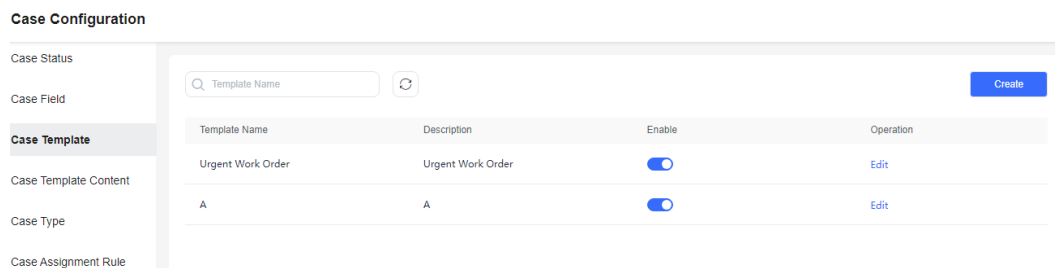 Case Configuration
Case Status
Case Field
Case Template
Case Template Content
Case Type
Case Assignment Rule
Template Name
Create
Template Name Description Enable Operation
Urgent Work Order Urgent Work Order Edit
A A Edit